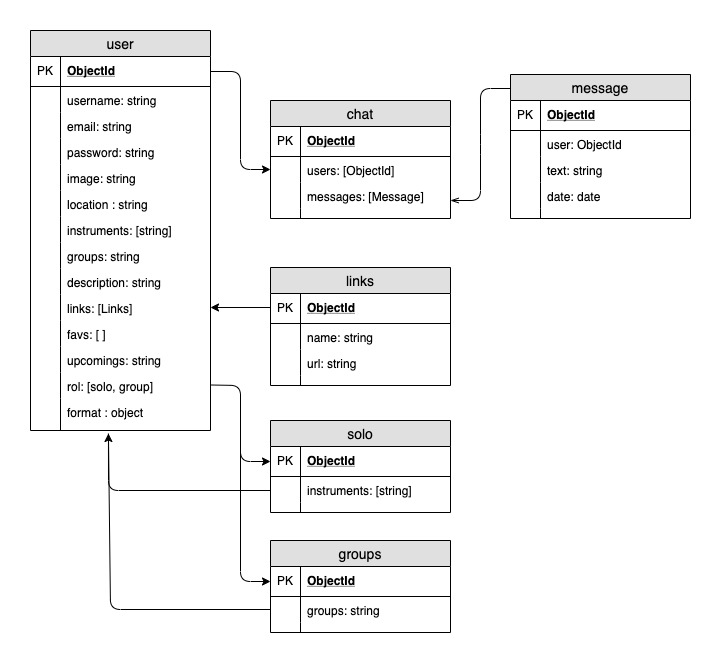 user
PK ObjectId
username: string
email: string
password: string
image: string
location : string
instruments: [string]
groups: string
description: string
links: [Links]
favs: [ ]
upcomings: string
rol: [solo, group]
format : object
chat
PK ObjectId
users: [ObjectId]
messages: [Message]
message
PK ObjectId
user: ObjectId
text: string
date: date
links
PK ObjectId
name: string
url: string
solo
PK ObjectId
instruments: [string]
groups
PK ObjectId
groups: string